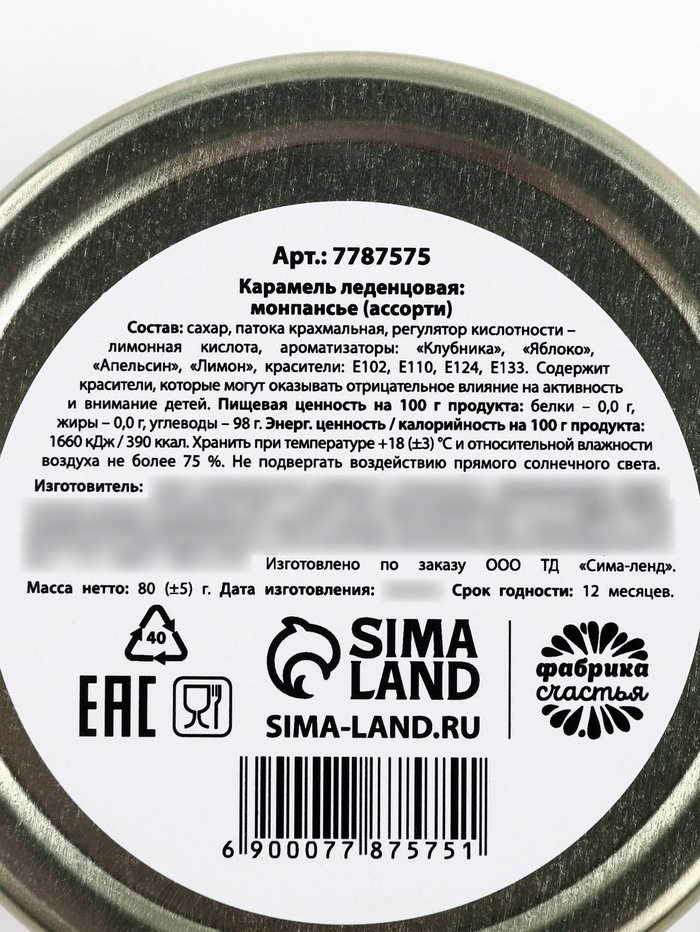 Арт.: 7787575
Карамель леденцовая:
монпансье (ассорти)
Состав: сахар, патока крахмальная, регулятор кислотности –
лимонная кислота, ароматизаторы: «Клубника», «Яблоко»,
«Апельсин», «Лимон», красители: Е102, Е110, Е124, Е133. Содержит
красители, которые могут оказывать отрицательное влияние на активность
и внимание детей. Пищевая ценность на 100 г продукта: белки – 0,0 г,
жиры – 0,0 г, углеводы – 98 г. Энерг. ценность / калорийность на 100 г продукта:
1660 кДж / 390 ккал. Хранить при температуре +18 (±3) °С и относительной влажности
воздуха не более 75 %. Не подвергать воздействию прямого солнечного света.
Изготовитель:
Изготовлено по заказу ООО ТД «Сима-ленд».
Масса нетто: 80 (±5) г. Дата изготовления: Срок годности: 12 месяцев.
40
EAC
SIMA
LAND
SIMA-LAND.RU
фабрика
счастья
6 900077 875751